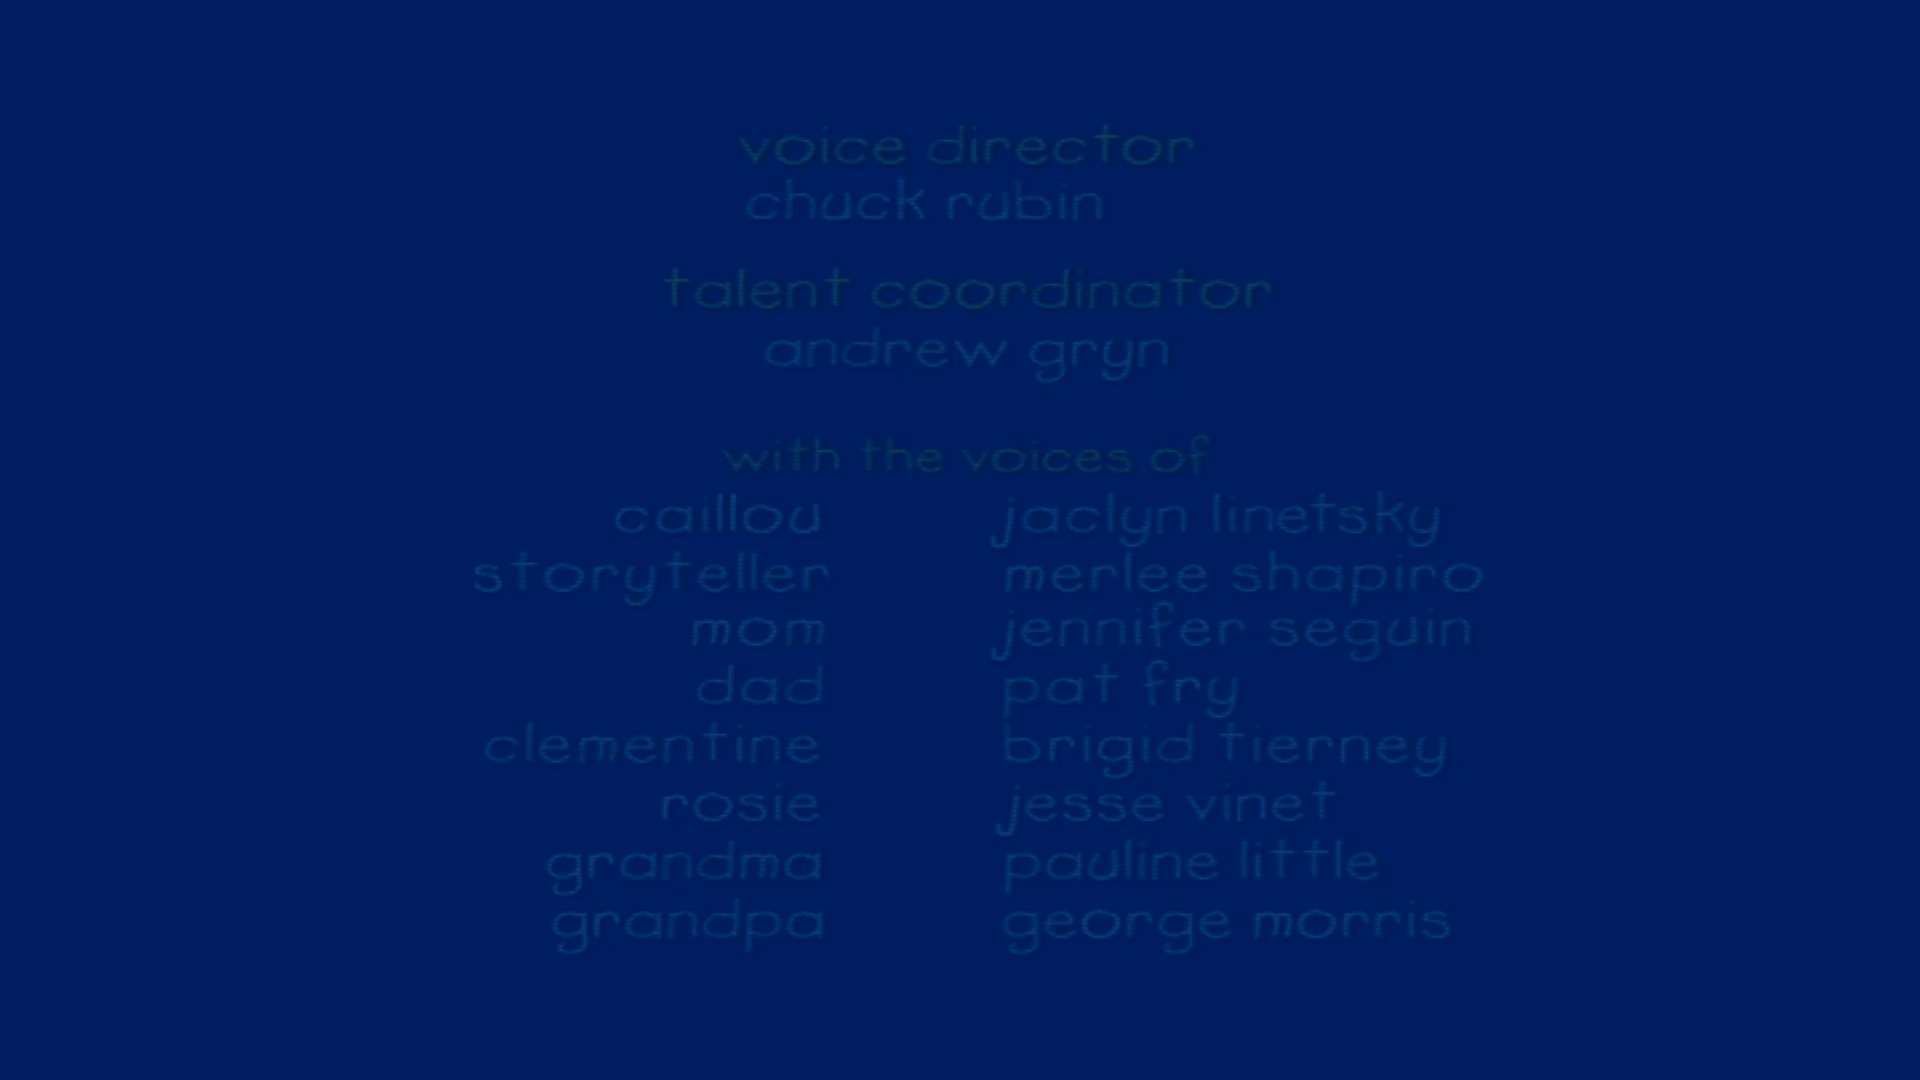 voice director
chuck rubin
talent coordinator
andrew gryn
with the voices of
caillou jaclyn linetsky
storyteller merlee shapiro
mom jennifer seguin
dad pat fry
clementine brigid tierney
rosie jesse vinet
grandma pauline little
grandpa george morris